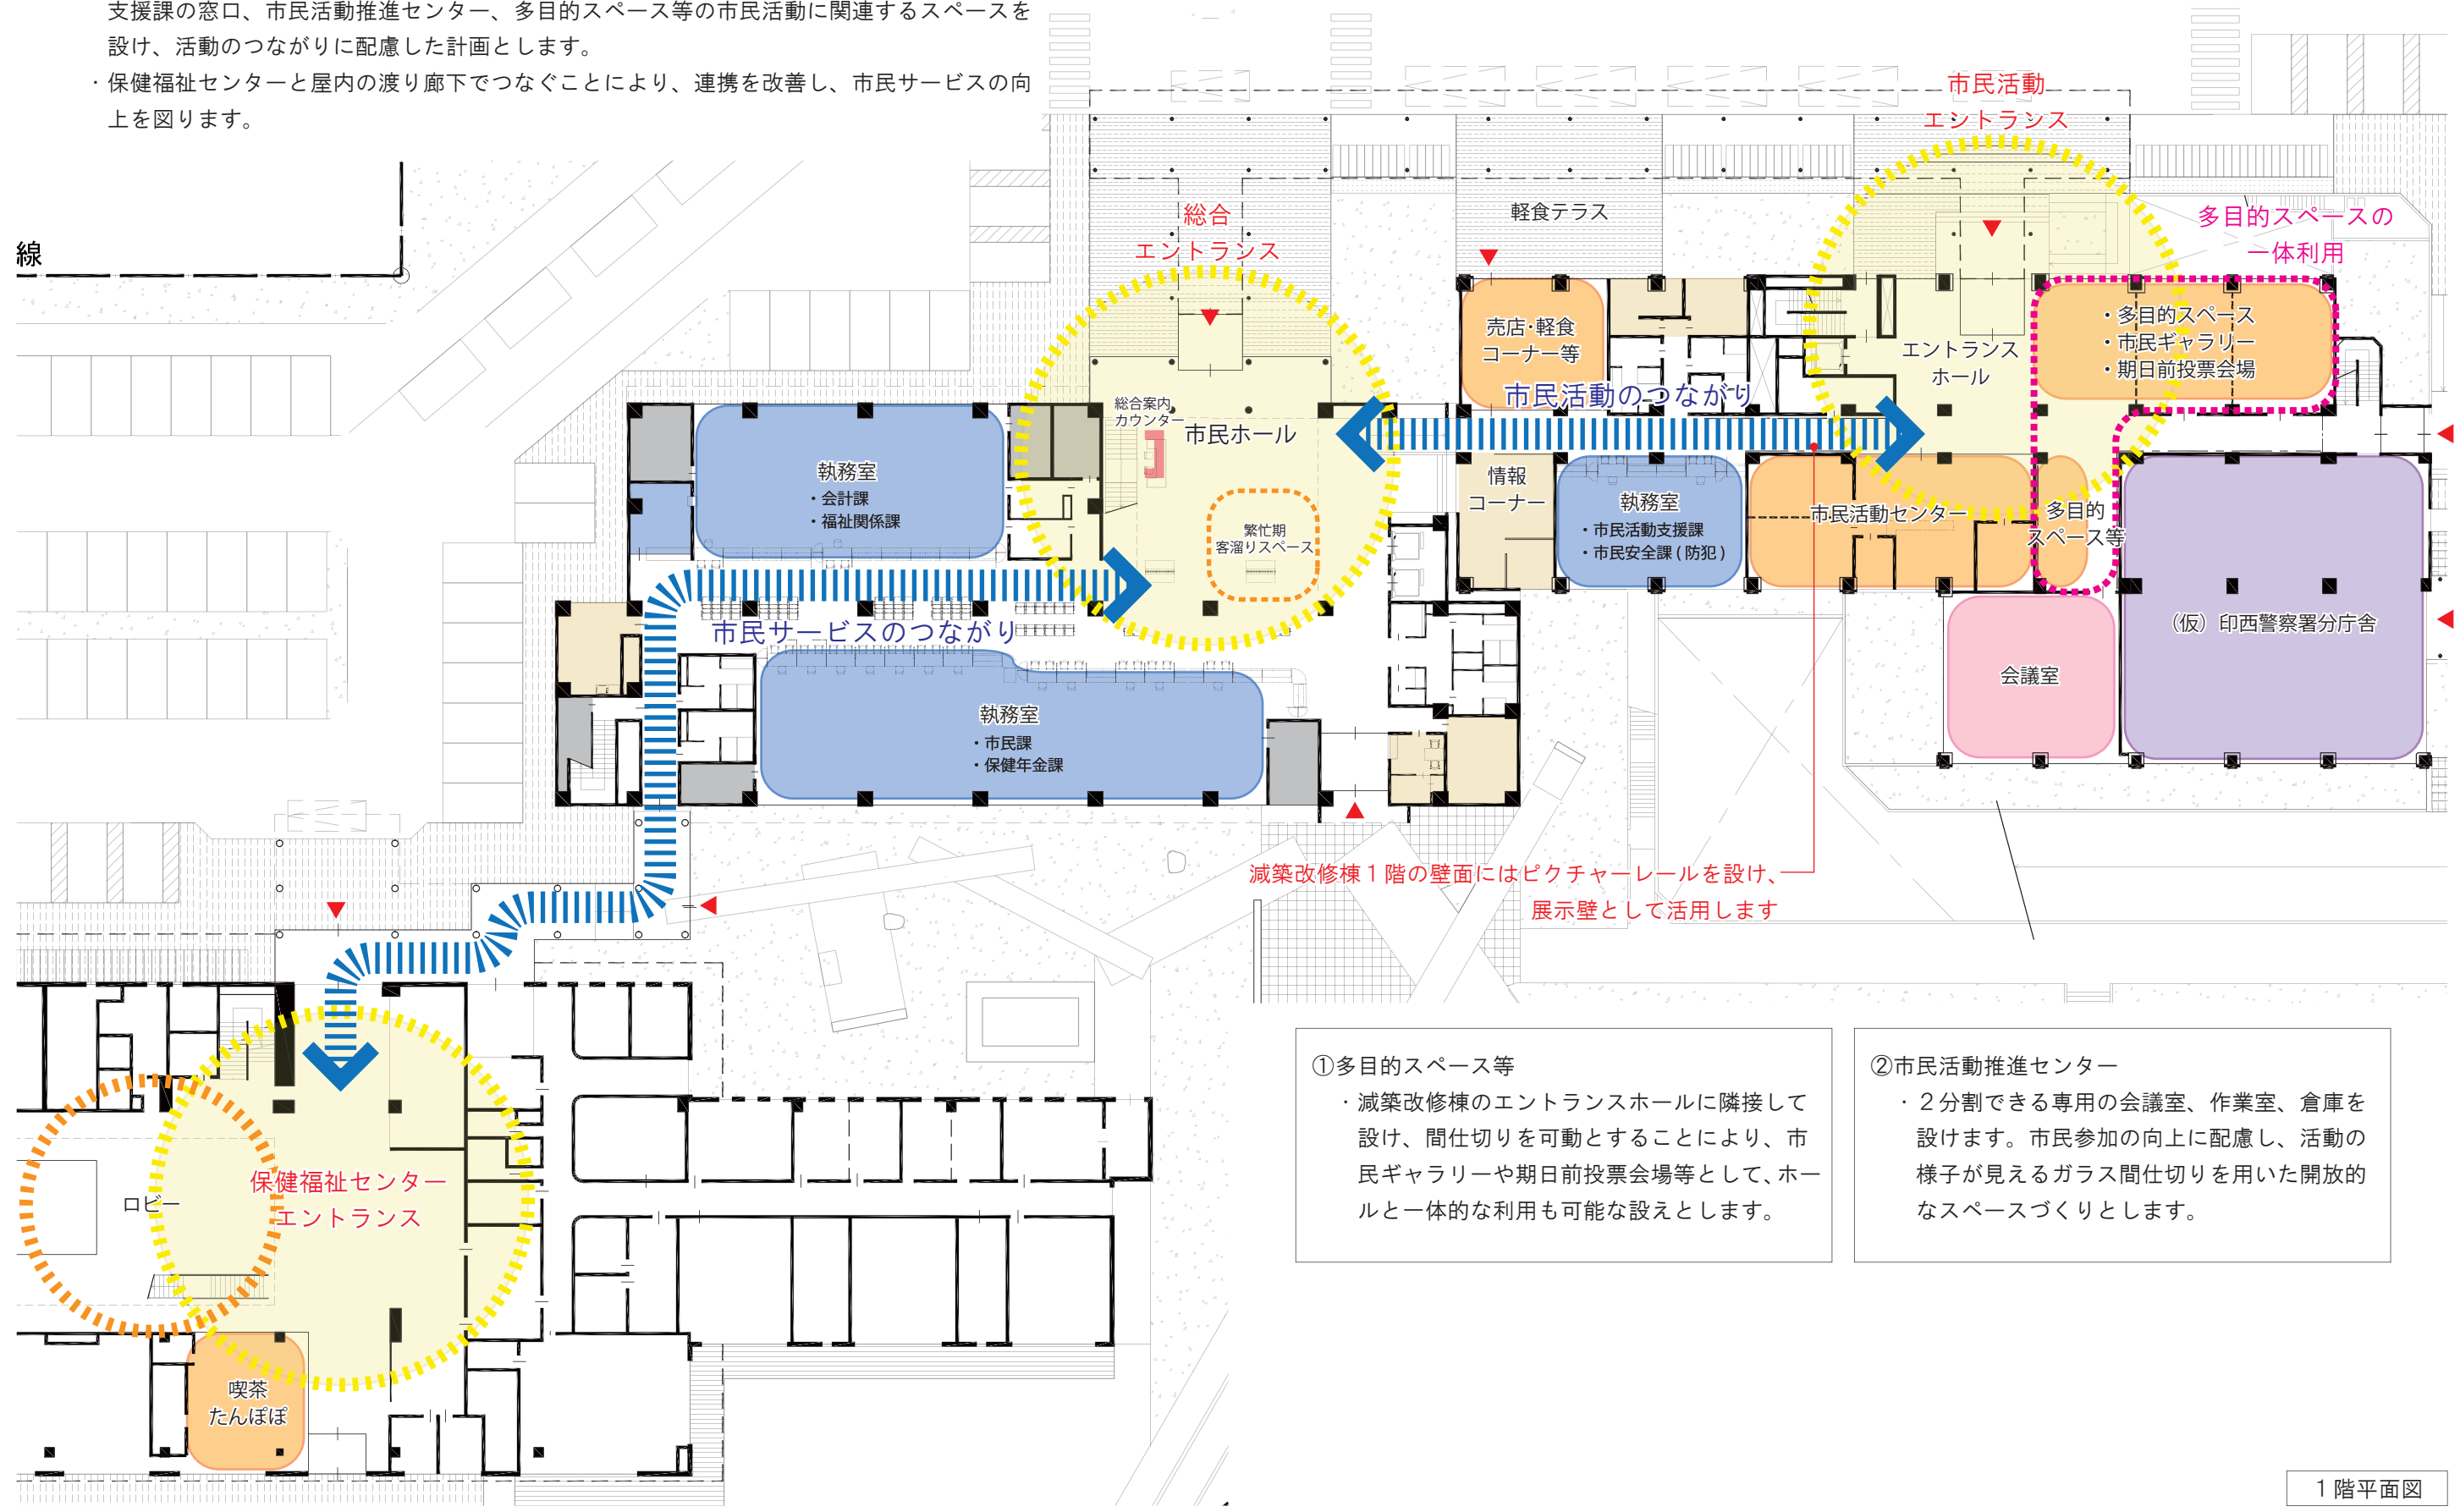 支援課の窓口、市民活動推進センター、多目的スペース等の市民活動に関連するスペースを
設け、活動のつながりに配慮した計画とします。
・保健福祉センターと屋内の渡り廊下でつなぐことにより、連携を改善し、市民サービスの向
上を図ります。
線
市民活動
エントランス
総合
エントランス
軽食テラス
多目的スペースの
一体利用
売店・軽食
コーナー等
エントランス
ホール
・多目的スペース
・市民ギャラリー
・期日前投票会場
市民活動のつながり
総合案内
カウンター
市民ホール
執務室
・会計課
・福祉関係課
情報
コーナー
執務室
・市民活動支援課
・市民安全課(防犯)
市民活動センター
多目的
スペース等
繁忙期
客溜りスペース
市民サービスのつながり
(仮)印西警察署分庁舎
会議室
執務室
・市民課
・保健年金課
減築改修棟1階の壁面にはピクチャーレールを設け、
展示壁として活用します
ロビー
保健福祉センター
エントランス
喫茶
たんぽぽ
①多目的スペース等
・減築改修棟のエントランスホールに隣接して
設け、間仕切りを可動とすることにより、市
民ギャラリーや期日前投票会場等として、ホー
ルと一体的な利用も可能な設えとします。
②市民活動推進センター
・2分割できる専用の会議室、作業室、倉庫を
設けます。市民参加の向上に配慮し、活動の
様子が見えるガラス間仕切りを用いた開放的
なスペースづくりとします。
1階平面図